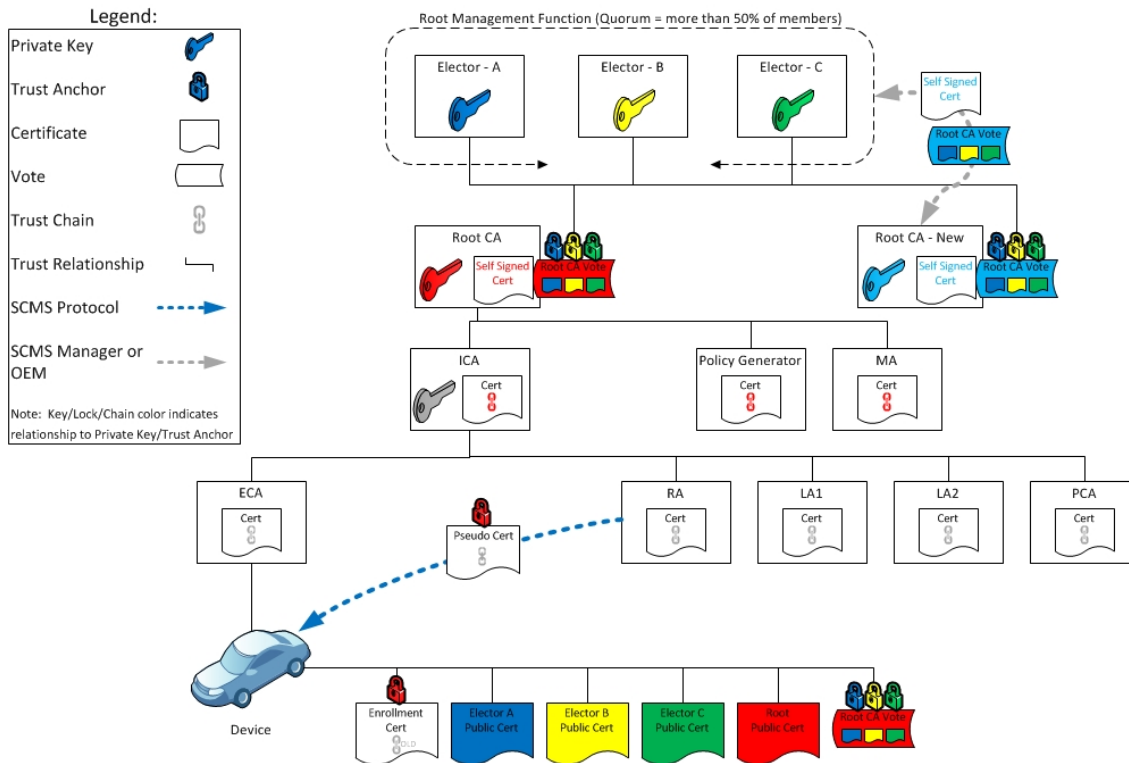 Legend:
Root Management Function (Quorum = more than 50% of members)
Private Key
Trust Anchor
Certificate
Vote
Trust Chain
Trust Relationship
SCMS Protocol
SCMS Manager or
OEM
Note: Key/Lock/Chain color indicates
relationship to Private Key/Trust Anchor
Elector - A
Elector - B
Elector - C
Self Signed
Cert
Root CA Vote
Root CA
Self Signed
Cert
Root CA Vote
Root CA - New
Self Signed
Cert
Root CA Vote
ICA
Cert
Policy Generator
Cert
MA
Cert
ECA
Cert
Pseudo Cert
RA
Cert
LA1
Cert
LA2
Cert
PCA
Cert
Device
Enrollment
Cert
OLD
Elector A
Public Cert
Elector B
Public Cert
Elector C
Public Cert
Root
Public Cert
Root CA Vote